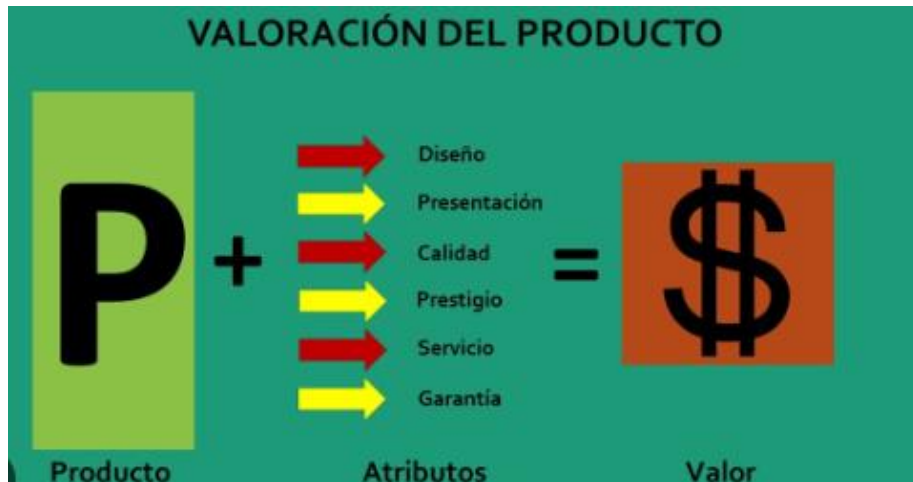 VALORACIÓN DEL PRODUCTO
P + = $
Diseño
Presentación
Calidad
Prestigio
Servicio
Garantía
Producto Atributos Valor